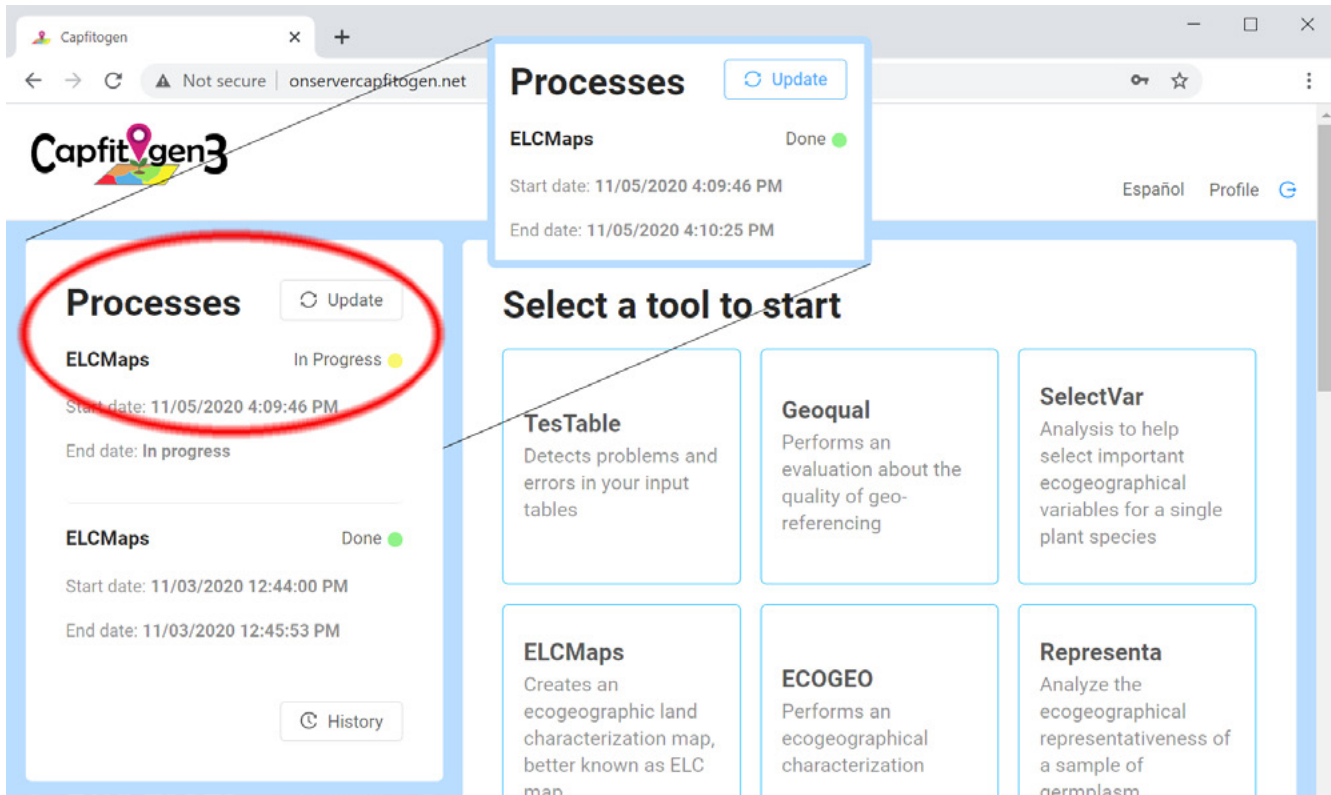 Capfitogen
Not secure
onservercapfitogen.net
Capfitogen3
Español
Profile
Processes
Update
ELCMaps
Done
Start date: 11/05/2020 4:09:46 PM
End date: 11/05/2020 4:10:25 PM
Processes
Update
ELCMaps
In Progress
Start date: 11/05/2020 4:09:46 PM
End date: In progress
ELCMaps
Done
Start date: 11/03/2020 12:44:00 PM
End date: 11/03/2020 12:45:53 PM
History
Select a tool to start
TesTable
Detects problems and
errors in your input
tables
Geoqual
Performs an
evaluation about the
quality of geo-
referencing
SelectVar
Analysis to help
select important
ecogeographical
variables for a single
plant species
ELCMaps
Creates an
ecogeographic land
characterization map,
better known as ELC
map
ECOGEO
Performs an
ecogeographical
characterization
Representa
Analyze the
ecogeographical
representativeness of
a sample of
germplasm